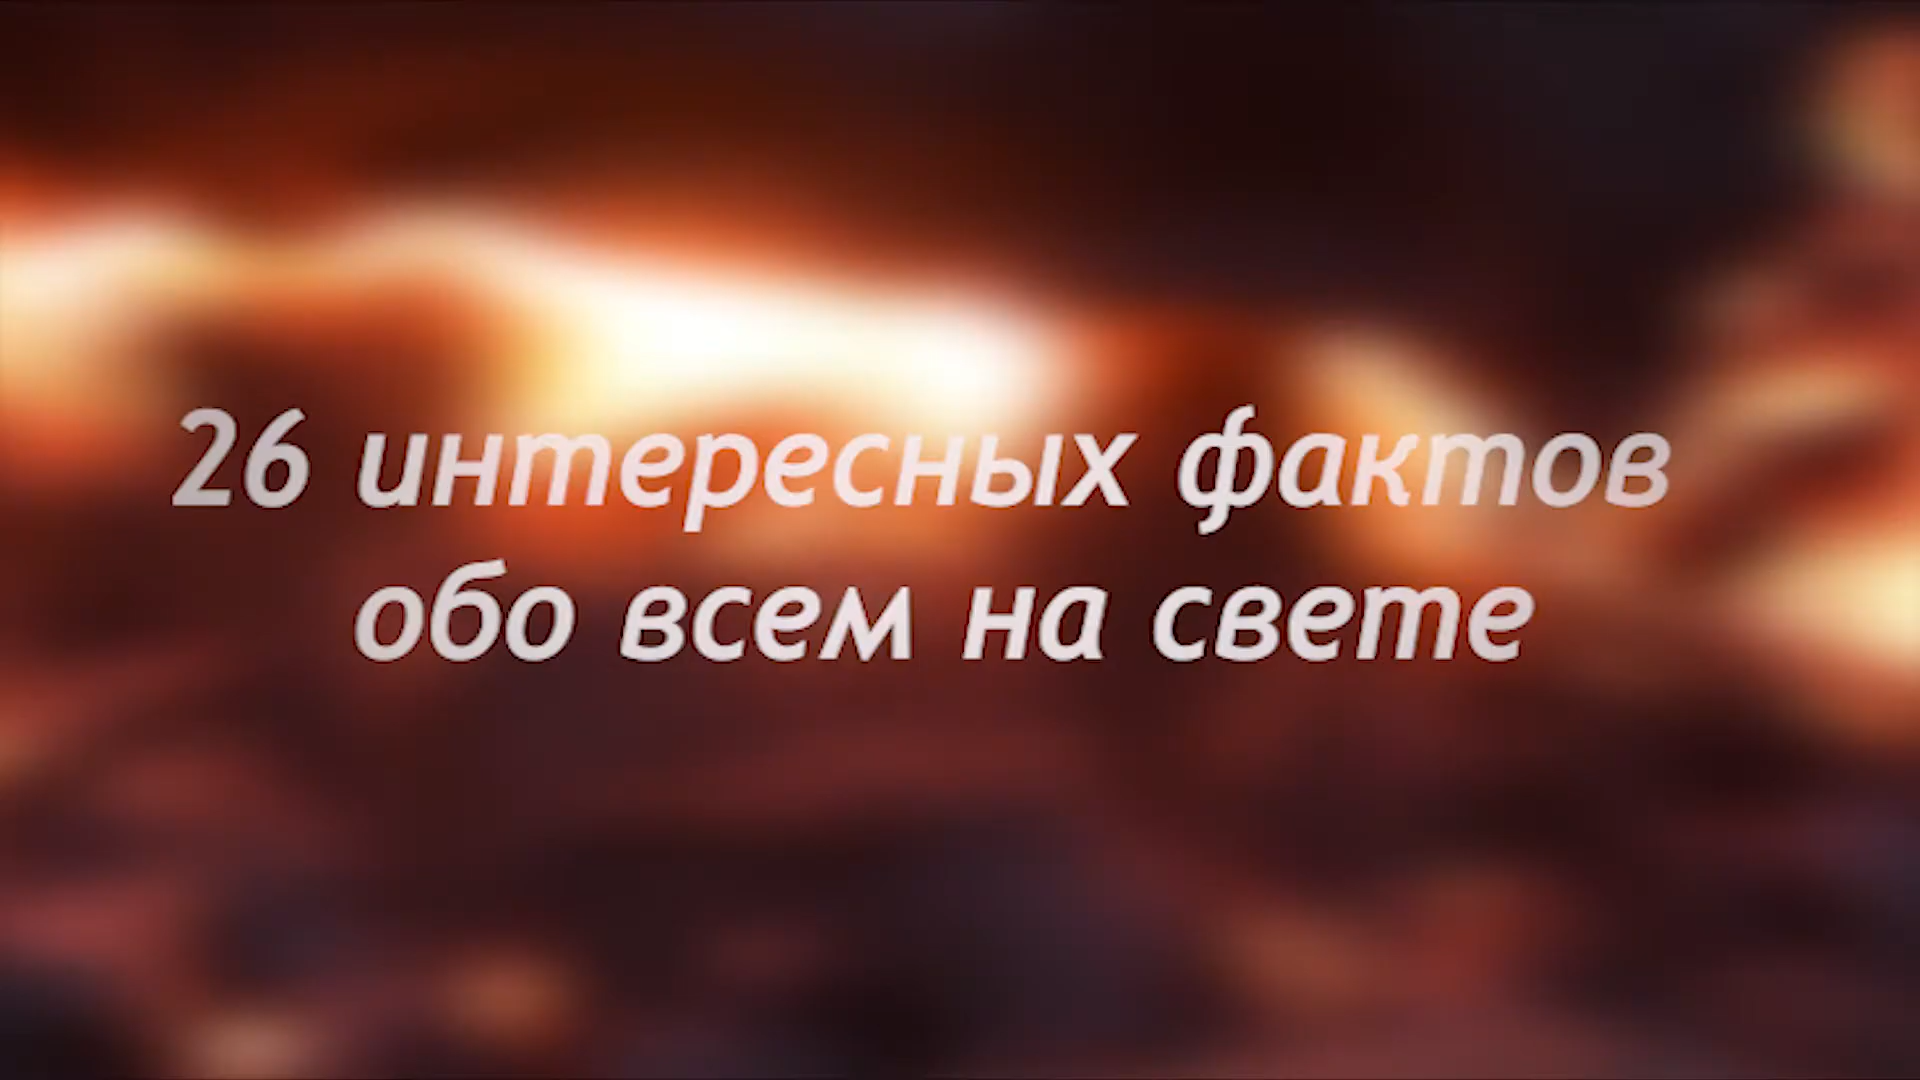 26 интересных фактов
обо всем на свете